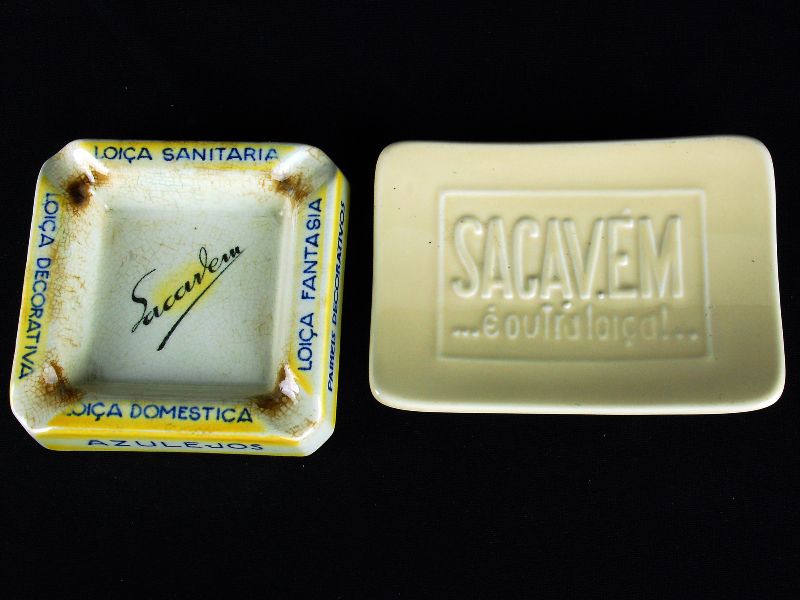 LOIÇA SANITARIA
LOIÇA DECORATIVA
Sacavem
LOIÇA FANTASIA
PAINEIS DECORATIVOS
LOIÇA DOMESTICA
AZULEJOS
SACAVÉM
...é outra loiça!...